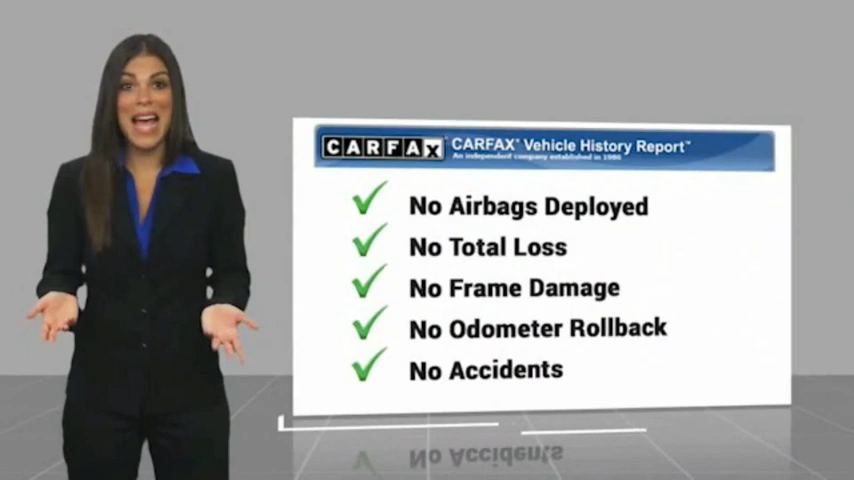 CARFAX
CARFAX™ Vehicle History Report™
An independent company established in 1986
No Airbags Deployed
No Total Loss
No Frame Damage
No Odometer Rollback
No Accidents
No Accidents